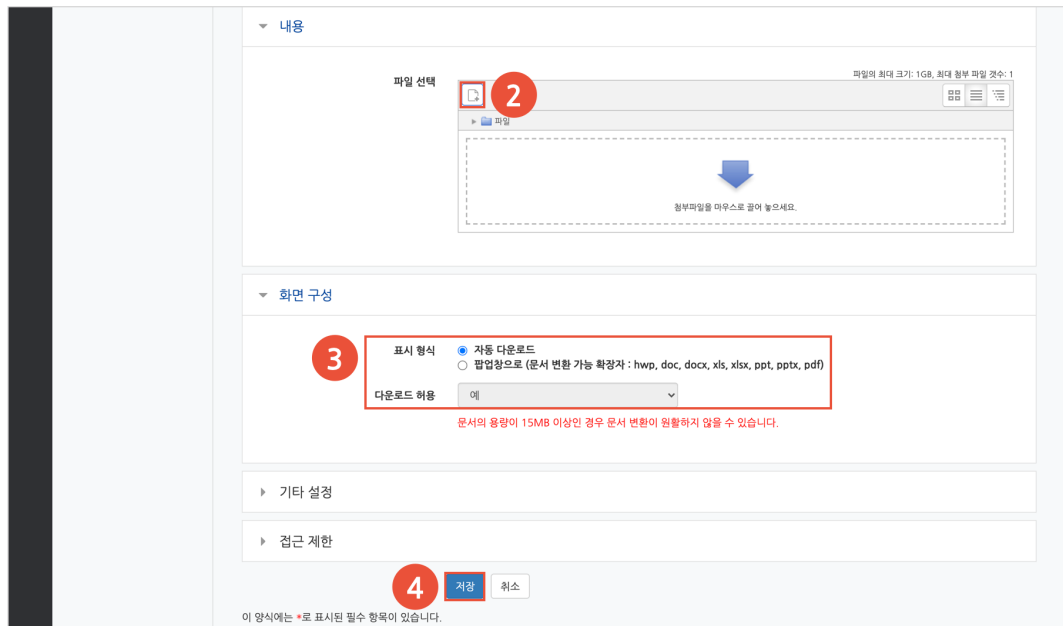 내용
파일의 최대 크기: 1GB, 최대 첨부 파일 갯수: 1
파일 선택
2
파일
첨부파일을 마우스로 끌어 놓으세요.
화면 구성
3
표시 형식
자동 다운로드
팝업창으로 (문서 변환 가능 확장자 : hwp, doc, docx, xls, xlsx, ppt, pptx, pdf)
다운로드 허용
예
문서의 용량이 15MB 이상인 경우 문서 변환이 원활하지 않을 수 있습니다.
기타 설정
접근 제한
4
저장
취소
이 양식에는 *로 표시된 필수 항목이 있습니다.